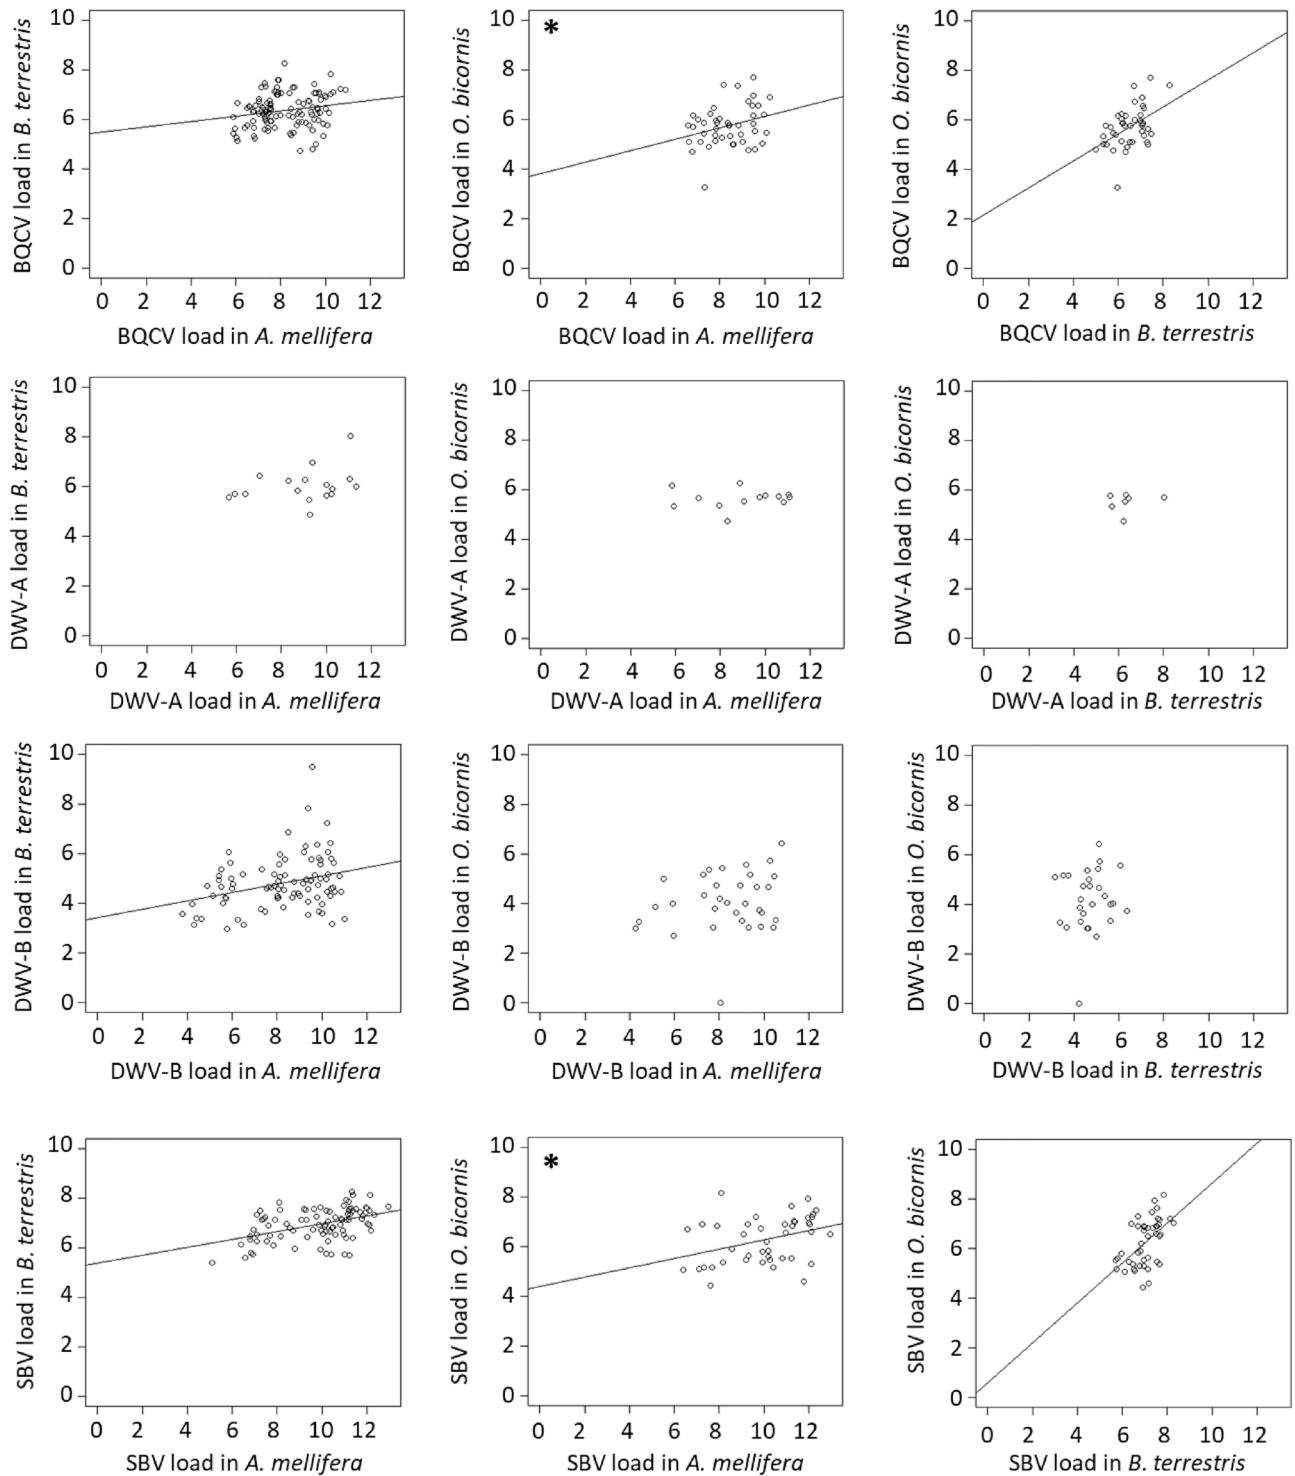 BQCV load in B. terrestris
10
8
6
4
2
0
0 2 4 6 8 10 12
BQCV load in A. mellifera
BQCV load in O. bicornis
10
8
6
4
2
0
*
0 2 4 6 8 10 12
BQCV load in A. mellifera
BQCV load in O. bicornis
10
8
6
4
2
0
0 2 4 6 8 10 12
BQCV load in B. terrestris
DWV-A load in B. terrestris
10
8
6
4
2
0
0 2 4 6 8 10 12
DWV-A load in A. mellifera
DWV-A load in O. bicornis
10
8
6
4
2
0
0 2 4 6 8 10 12
DWV-A load in A. mellifera
DWV-A load in O. bicornis
10
8
6
4
2
0
0 2 4 6 8 10 12
DWV-A load in B. terrestris
DWV-B load in B. terrestris
10
8
6
4
2
0
0 2 4 6 8 10 12
DWV-B load in A. mellifera
DWV-B load in O. bicornis
10
8
6
4
2
0
0 2 4 6 8 10 12
DWV-B load in A. mellifera
DWV-B load in O. bicornis
10
8
6
4
2
0
0 2 4 6 8 10 12
DWV-B load in B. terrestris
SBV load in B. terrestris
10
8
6
4
2
0
0 2 4 6 8 10 12
SBV load in A. mellifera
SBV load in O. bicornis
10
8
6
4
2
0
*
0 2 4 6 8 10 12
SBV load in A. mellifera
SBV load in O. bicornis
10
8
6
4
2
0
0 2 4 6 8 10 12
SBV load in B. terrestris